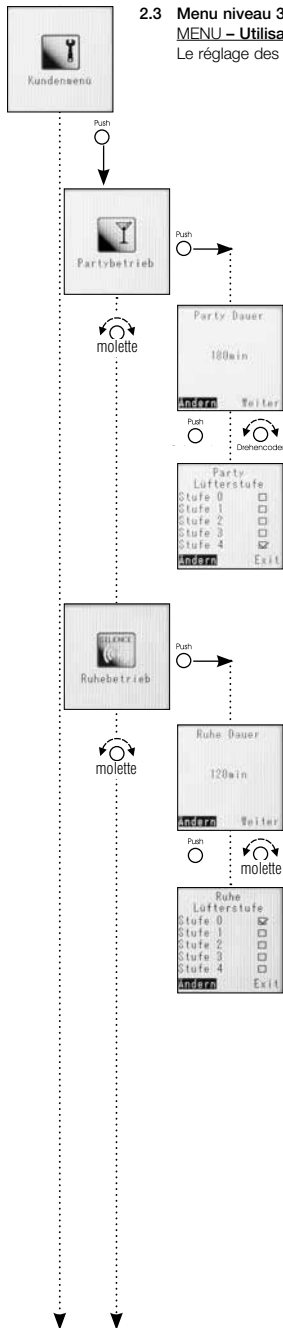 2.3 Menu niveau 3
MENU – Utilisa
Le réglage des
Kundenmenü
Push
Partybetrieb
Push
molette
Party Dauer
180min
Ändern Weiter
Push
Drehencoder
Party
Lüfterstufe
Stufe 0
Stufe 1
Stufe 2
Stufe 3
Stufe 4
Ändern Exit
SILENCE
Ruhebetrieb
Push
molette
Ruhe Dauer
120min
Ändern Weiter
Push
molette
Ruhe
Lüfterstufe
Stufe 0
Stufe 1
Stufe 2
Stufe 3
Stufe 4
Ändern Exit